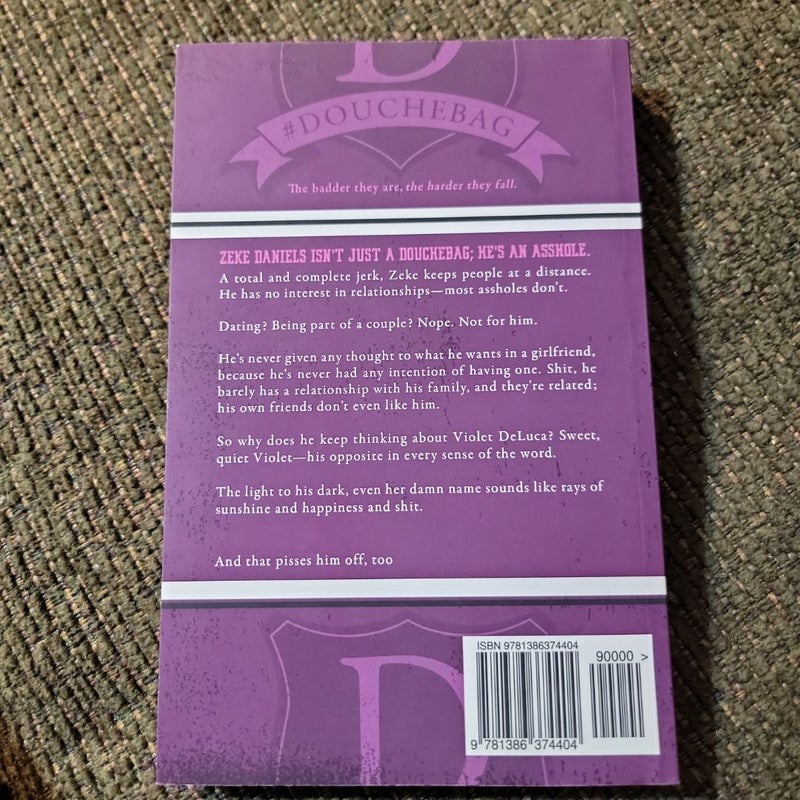 D
#DOUCHEBAG
The badder they are, the harder they fall.
ZEKE DANIELS ISN'T JUST A DOUCHEBAG; HE'S AN ASSHOLE.
A total and complete jerk, Zeke keeps people at a distance.
He has no interest in relationships—most assholes don't.
Dating? Being part of a couple? Nope. Not for him.
He's never given any thought to what he wants in a girlfriend,
because he's never had any intention of having one. Shit, he
barely has a relationship with his family, and they're related;
his own friends don't even like him.
So why does he keep thinking about Violet DeLuca? Sweet,
quiet Violet—his opposite in every sense of the word.
The light to his dark, even her damn name sounds like rays of
sunshine and happiness and shit.
And that pisses him off, too
D
ISBN 9781386374404
90000 >
9 781386 374404